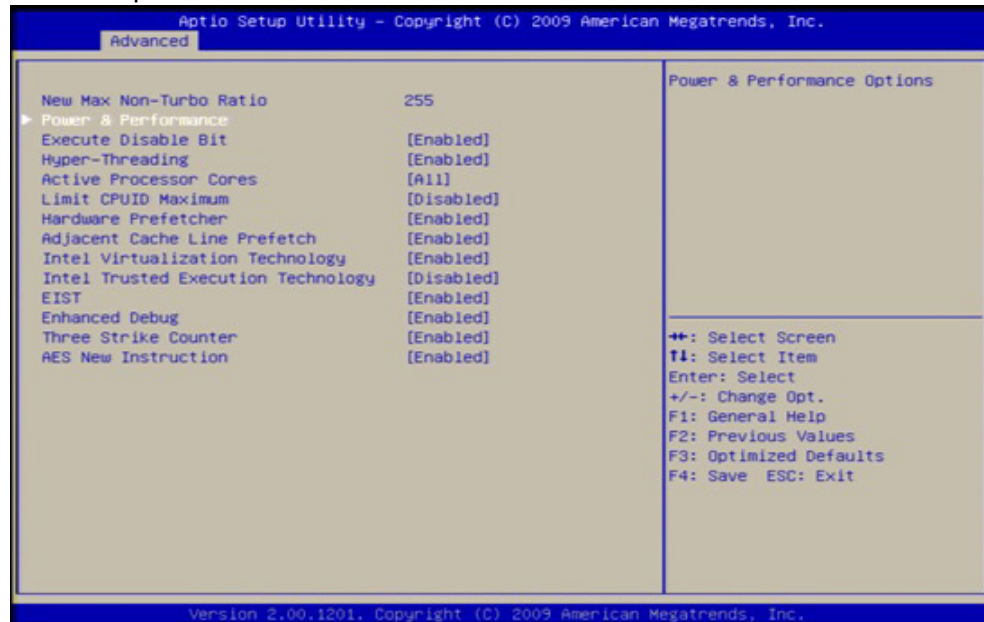 Aptio Setup Utility – Copyright (C) 2009 American Megatrends, Inc.
Advanced
New Max Non-Turbo Ratio 255
Power & Performance
Execute Disable Bit [Enabled]
Hyper-Threading [Enabled]
Active Processor Cores [All]
Limit CPUID Maximum [Disabled]
Hardware Prefetcher [Enabled]
Adjacent Cache Line Prefetch [Enabled]
Intel Virtualization Technology [Enabled]
Intel Trusted Execution Technology [Disabled]
EIST [Enabled]
Enhanced Debug [Enabled]
Three Strike Counter [Enabled]
AES New Instruction [Enabled]
Power & Performance Options
→←: Select Screen
↑↓: Select Item
Enter: Select
+/-: Change Opt.
F1: General Help
F2: Previous Values
F3: Optimized Defaults
F4: Save ESC: Exit
Version 2.00.1201. Copyright (C) 2009 American Megatrends, Inc.